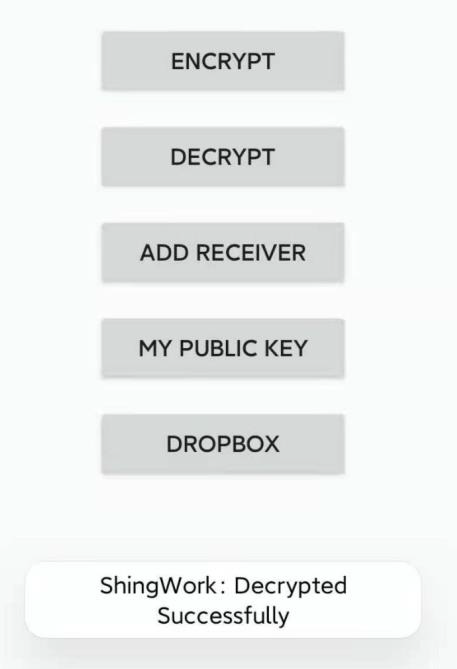 ENCRYPT
DECRYPT
ADD RECEIVER
MY PUBLIC KEY
DROPBOX
ShingWork: Decrypted
Successfully